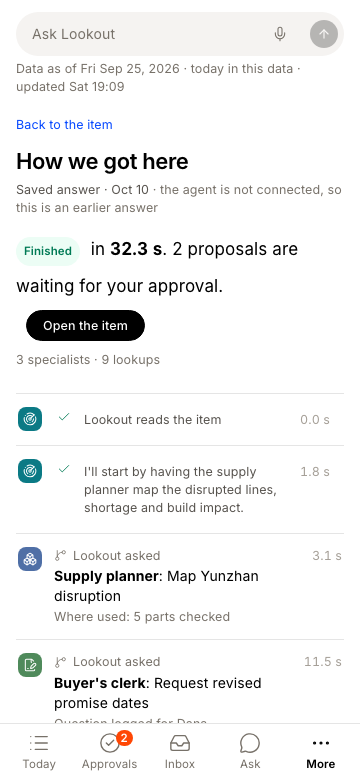 Ask Lookout
Data as of Fri Sep 25, 2026 · today in this data ·
updated Sat 19:09
Back to the item
How we got here
Saved answer · Oct 10 · the agent is not connected, so
this is an earlier answer
Finished in 32.3 s. 2 proposals are
waiting for your approval.
Open the item
3 specialists · 9 lookups
Lookout reads the item 0.0 s
I'll start by having the supply 1.8 s
planner map the disrupted lines,
shortage and build impact.
Lookout asked 3.1 s
Supply planner: Map Yunzhan
disruption
Where used: 5 parts checked
Lookout asked 11.5 s
Buyer's clerk: Request revised
promise dates
Question logged for Dana
2
Today Approvals Inbox Ask More